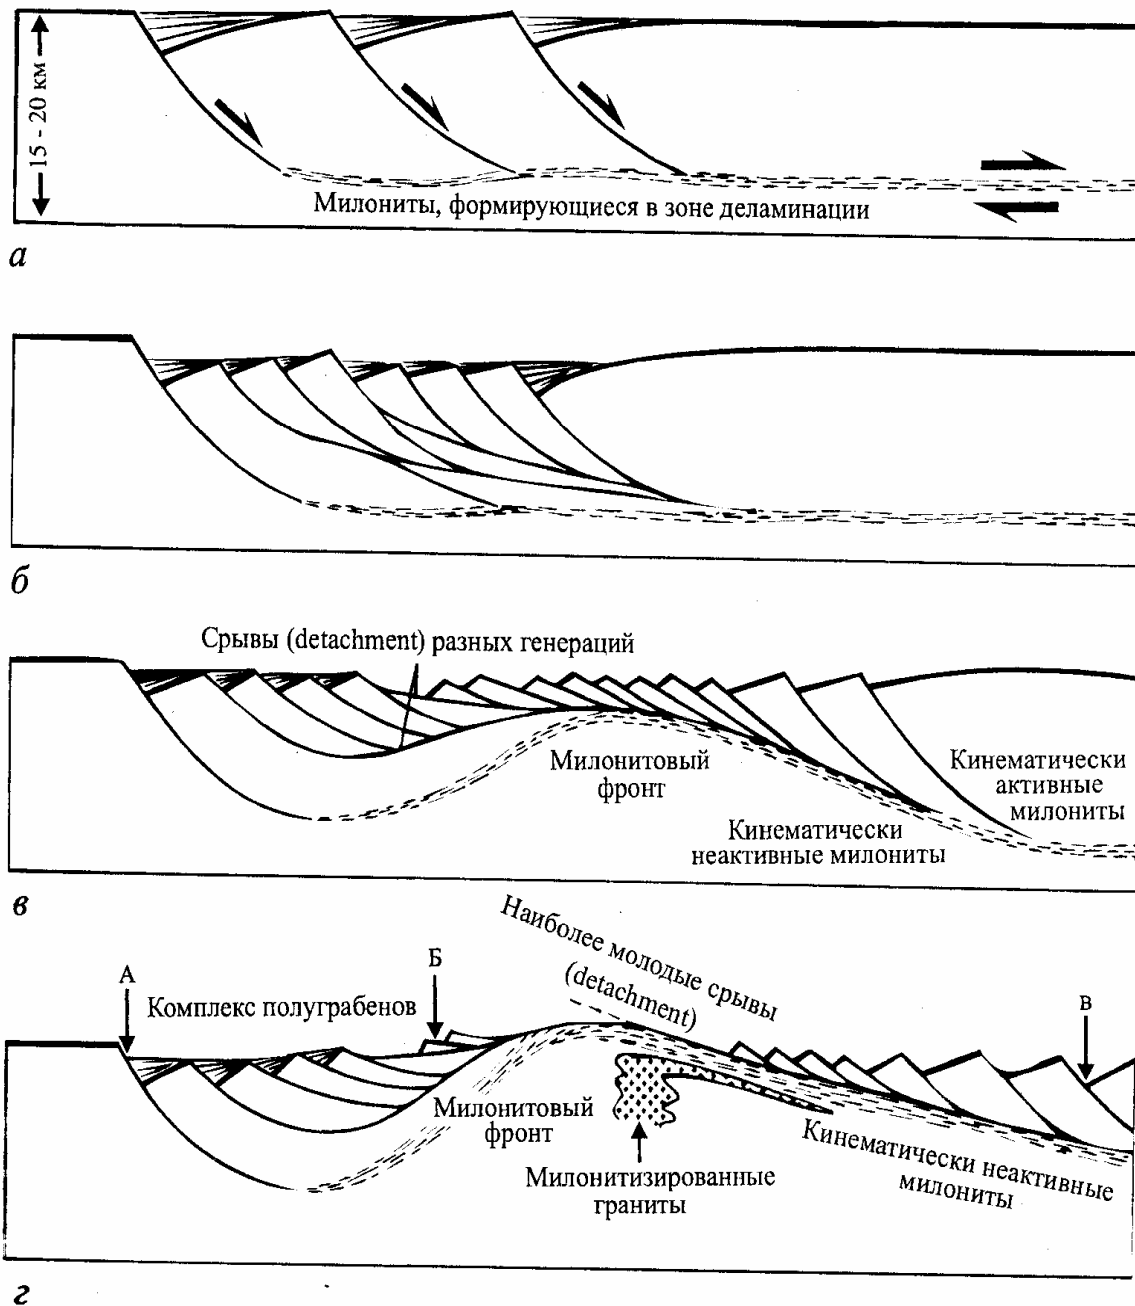 15 - 20 км
Милониты, формирующиеся в зоне деламинации
а
б
Срывы (detachment) разных генераций
Милонитовый
фронт
Кинематически
активные
милониты
Кинематически
неактивные милониты
в
Наиболее молодые срывы
(detachment)
А
Б
В
Комплекс полуграбенов
Милонитовый
фронт
Милонитизированные
граниты
Кинематически неактивные
милониты
г